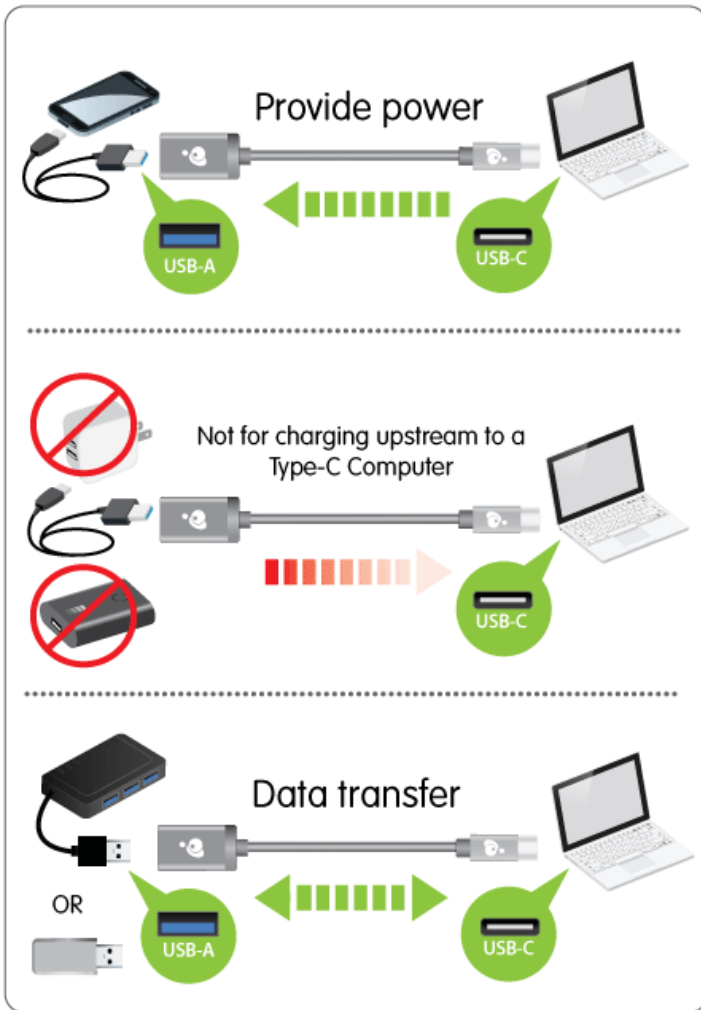 Provide power
USB-A
USB-C
Not for charging upstream to a
Type-C Computer
USB-C
Data transfer
OR
USB-A
USB-C